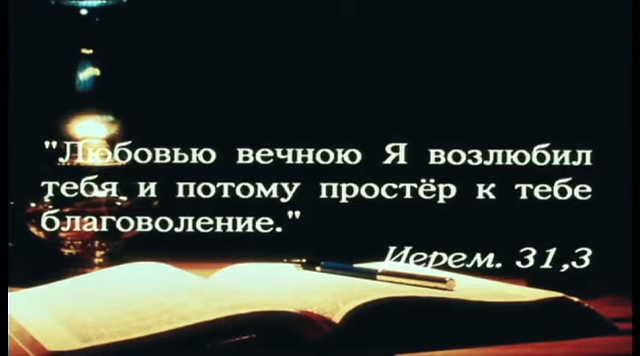 "Любовью вечною Я возлюбил
тебя и потому простёр к тебе
благоволение."
Иерем. 31,3